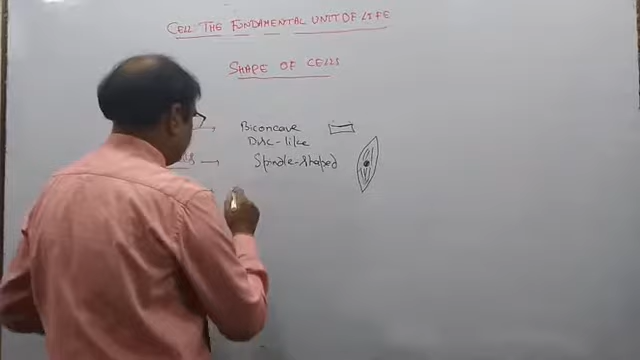 CELL THE FUNDAMENTAL UNIT OF LIFE
SHAPE OF CELLS
Biconcave
Disc-like
Spindle-shaped